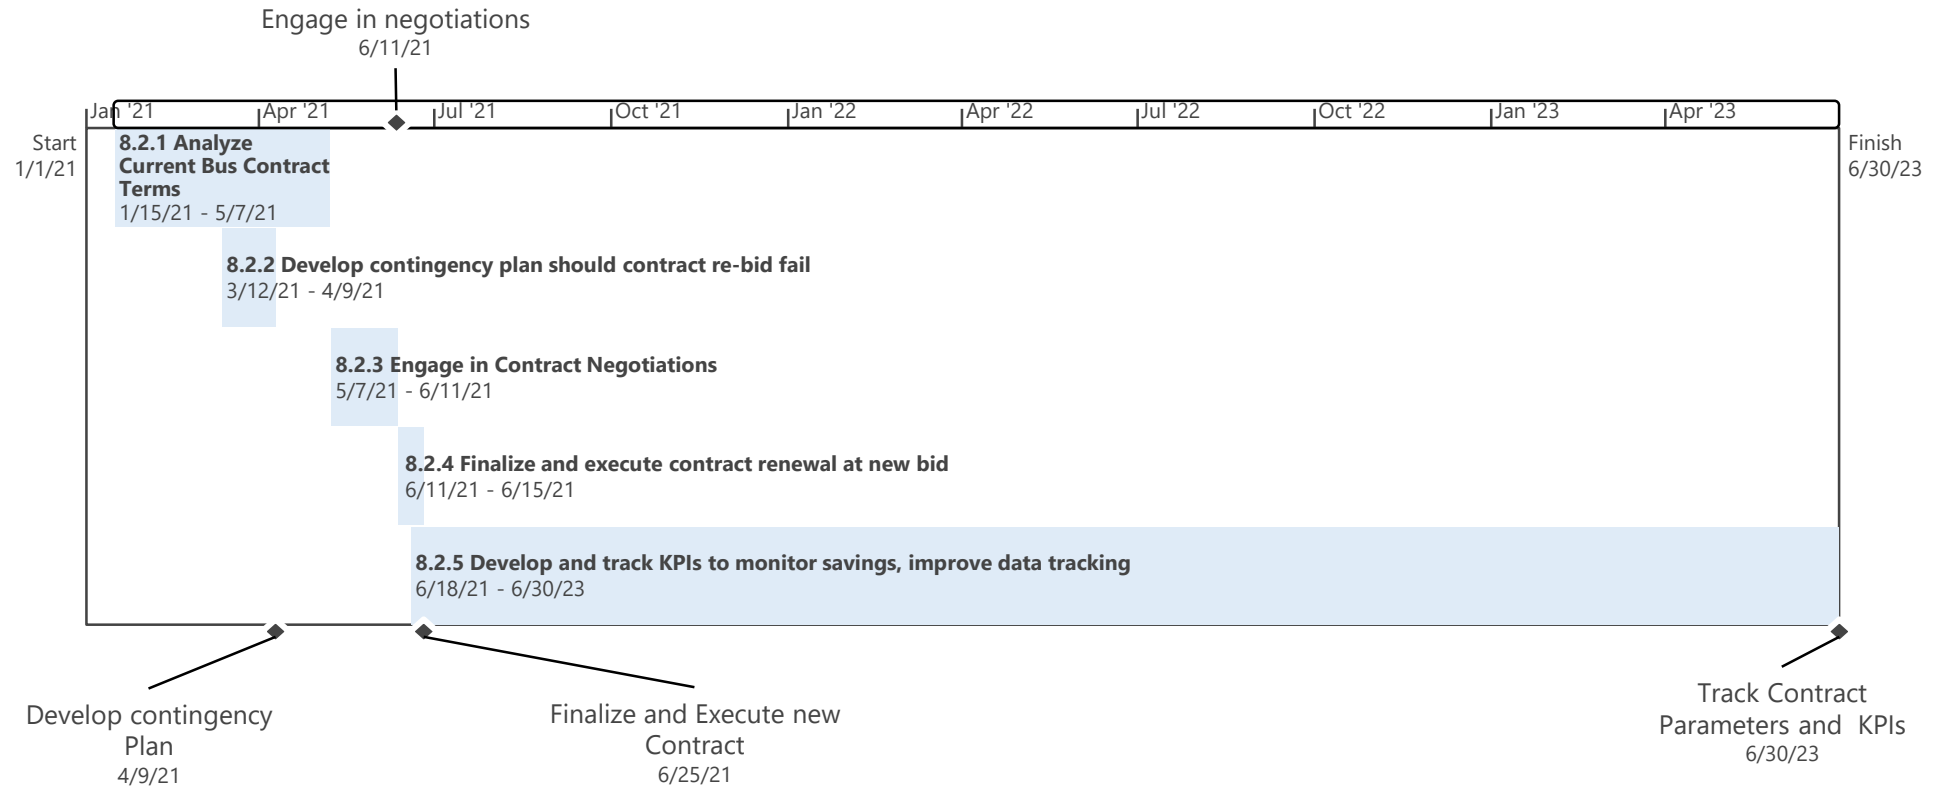 Engage in negotiations
6/11/21
Jan '21
Apr '21
Jul '21
Oct '21
Jan '22
Apr '22
Jul '22
Oct '22
Jan '23
Apr '23
Start
1/1/21
Finish
6/30/23
8.2.1 Analyze
Current Bus Contract
Terms
1/15/21 - 5/7/21
8.2.2 Develop contingency plan should contract re-bid fail
3/12/21 - 4/9/21
8.2.3 Engage in Contract Negotiations
5/7/21 - 6/11/21
8.2.4 Finalize and execute contract renewal at new bid
6/11/21 - 6/15/21
8.2.5 Develop and track KPIs to monitor savings, improve data tracking
6/18/21 - 6/30/23
Develop contingency
Plan
4/9/21
Finalize and Execute new
Contract
6/25/21
Track Contract
Parameters and  KPIs
6/30/23